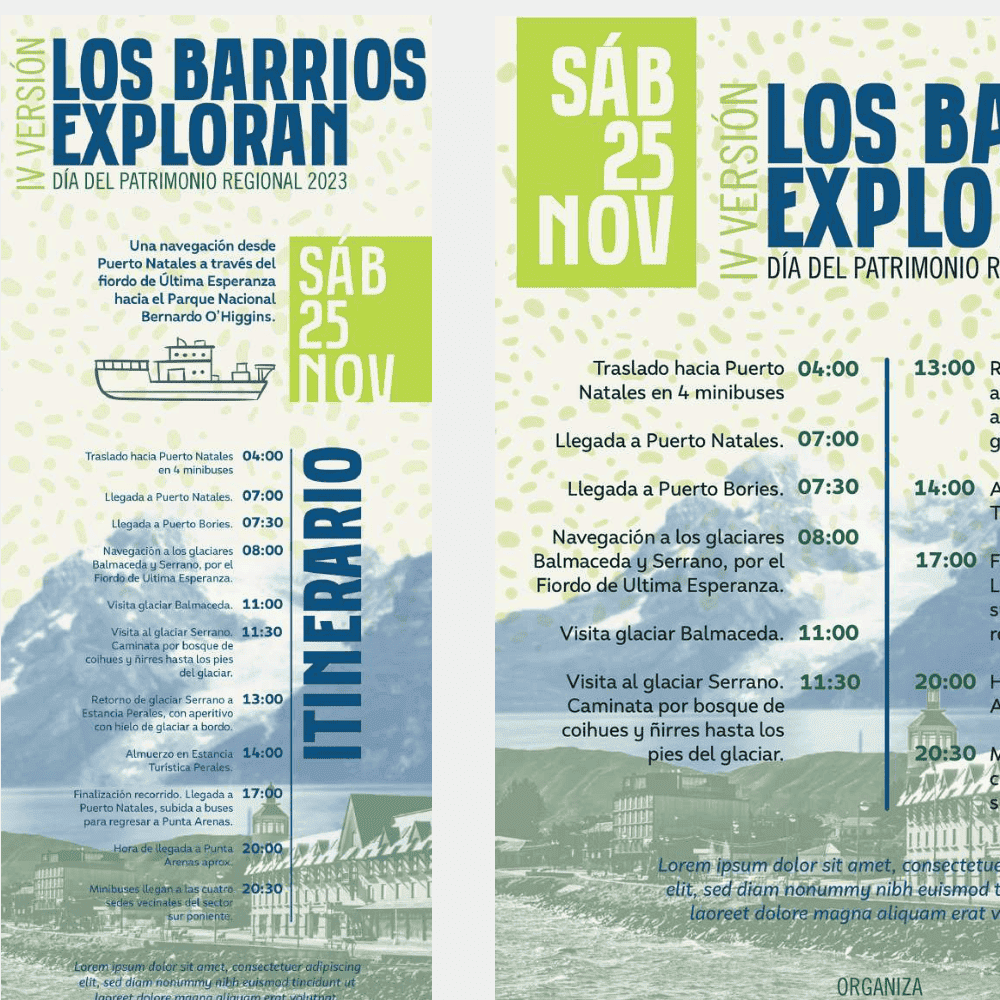 IV VERSIÓN
LOS BARRIOS
EXPLORAN
DÍA DEL PATRIMONIO REGIONAL 2023
Una navegación desde
Puerto Natales a través del
fiordo de Última Esperanza
hacia el Parque Nacional
Bernardo O'Higgins.
SÁB
25
NOV
ITINERARIO
Traslado hacia Puerto Natales 04:00
en 4 minibuses
Llegada a Puerto Natales. 07:00
Llegada a Puerto Bories. 07:30
Navegación a los glaciares 08:00
Balmaceda y Serrano, por el
Fiordo de Ultima Esperanza.
Visita glaciar Balmaceda. 11:00
Visita al glaciar Serrano. 11:30
Caminata por bosque de
coihues y ñirres hasta los pies
del glaciar.
Retorno de glaciar Serrano a 13:00
Estancia Perales, con aperitivo
con hielo de glaciar a bordo.
Almuerzo en Estancia 14:00
Turística Perales.
Finalización recorrido. Llegada a 17:00
Puerto Natales, subida a buses
para regresar a Punta Arenas.
Hora de llegada a Punta 20:00
Arenas aprox.
Minibuses llegan a las cuatro 20:30
sedes vecinales del sector
sur poniente.
Lorem ipsum dolor sit amet, consectetuer adipiscing
elit, sed diam nonummy nibh euismod tincidunt ut
laoreet dolore magna aliquam erat volutpat.
SÁB
25
NOV
IV VERSIÓN
LOS BA
EXPLO
DÍA DEL PATRIMONIO R
Traslado hacia Puerto 04:00
Natales en 4 minibuses
Llegada a Puerto Natales. 07:00
Llegada a Puerto Bories. 07:30
Navegación a los glaciares 08:00
Balmaceda y Serrano, por el
Fiordo de Ultima Esperanza.
Visita glaciar Balmaceda. 11:00
Visita al glaciar Serrano. 11:30
Caminata por bosque de
coihues y ñirres hasta los
pies del glaciar.
13:00 R
a
a
g
14:00 A
T
17:00 F
L
s
r
20:00 H
A
20:30 M
c
s
Lorem ipsum dolor sit amet, consectetue
elit, sed diam nonummy nibh euismod t
laoreet dolore magna aliquam erat v
ORGANIZA